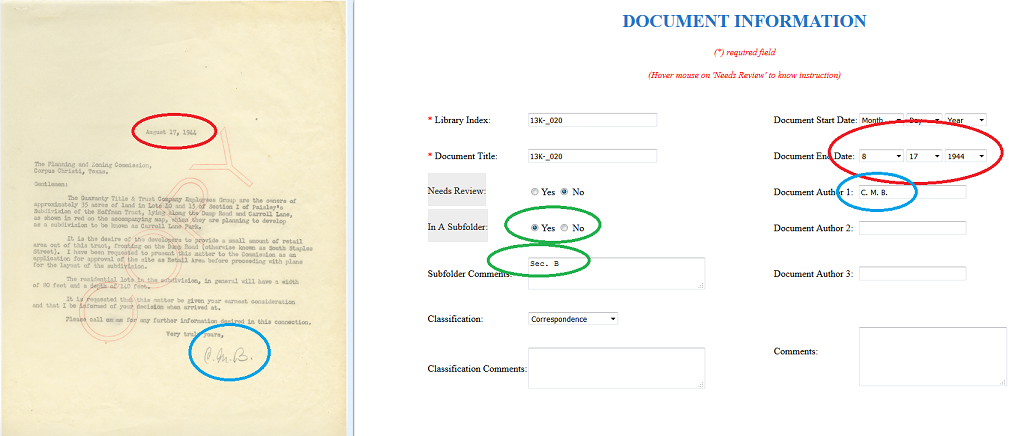 August 17, 1944
The Planning and Zoning Commission,
Corpus Christi, Texas.
Gentlemen:
The Guaranty Title & Trust Company Employees Group are the owners of
approximately 33 acres of land in Lots 10 and 15 of Section I of Paisley's
Subdivision of the Hoffman Tract, lying along the Dump Road and Carroll Lane,
as shown in red on the accompanying map, which they are planning to develop
as a subdivision to be known as Carroll Lane Park.
It is the desire of the developers to provide a small amount of retail
area out of this tract, fronting on the Dump Road (otherwise known as South Staples
Street). I have been requested to present this matter to the Commission as an
application for approval of the site as Retail Area before proceeding with plans
for the layout of the subdivision.
The residential lots in the subdivision, in general will have a width
of 60 feet and a depth of 140 feet.
It is requested that this matter be given your earnest consideration
and that I be informed of your decision when arrived at.
Please call on me for any further information desired in this connection.
Very truly yours,
C. M. B.
DOCUMENT INFORMATION
(*) required field
(Hover mouse on 'Needs Review' to know instruction)
* Library Index: 13K-_020
Document Start Date: Month Day Year
* Document Title: 13K-_020
Document End Date: 8 17 1944
Needs Review: Yes No
Document Author 1: C. M. B.
In A Subfolder: Yes No
Document Author 2:
Subfolder Comments: Sec. B
Document Author 3:
Classification: Correspondence
Classification Comments:
Comments: